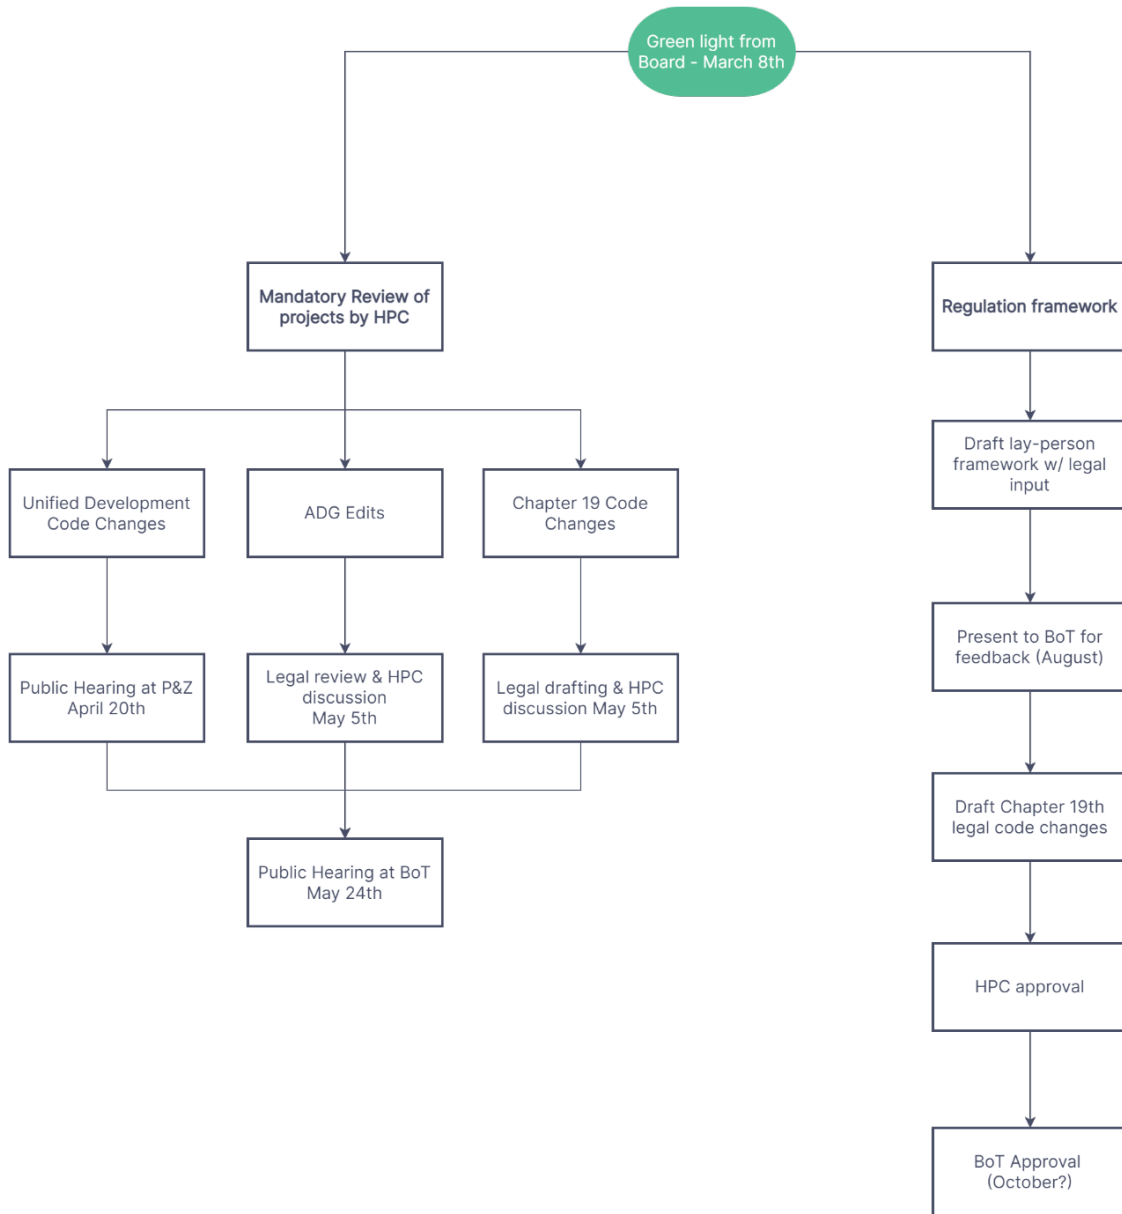 Green light from
Board - March 8th
Mandatory Review of
projects by HPC
Regulation framework
Unified Development
Code Changes
ADG Edits
Chapter 19 Code
Changes
Draft lay-person
framework w/ legal
input
Public Hearing at P&Z
April 20th
Legal review & HPC
discussion
May 5th
Legal drafting & HPC
discussion May 5th
Present to BoT for
feedback (August)
Public Hearing at BoT
May 24th
Draft Chapter 19th
legal code changes
HPC approval
BoT Approval
(October?)